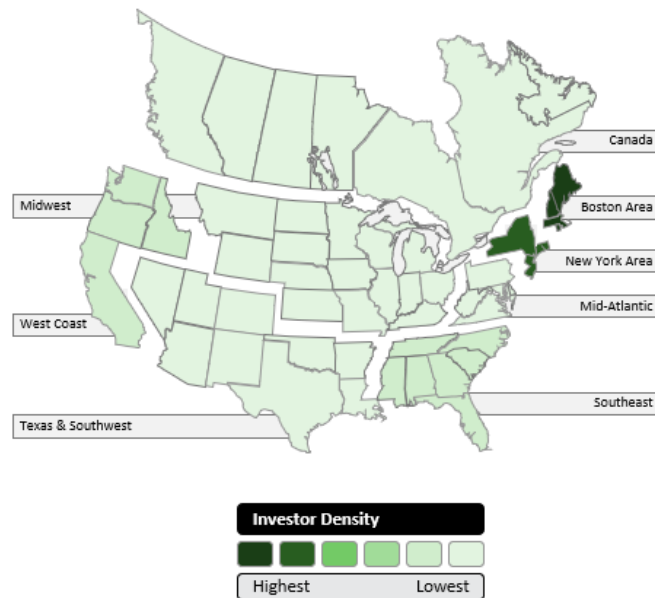 Canada
Midwest
Boston Area
New York Area
Mid-Atlantic
West Coast
Southeast
Texas & Southwest
Investor Density
Highest Lowest